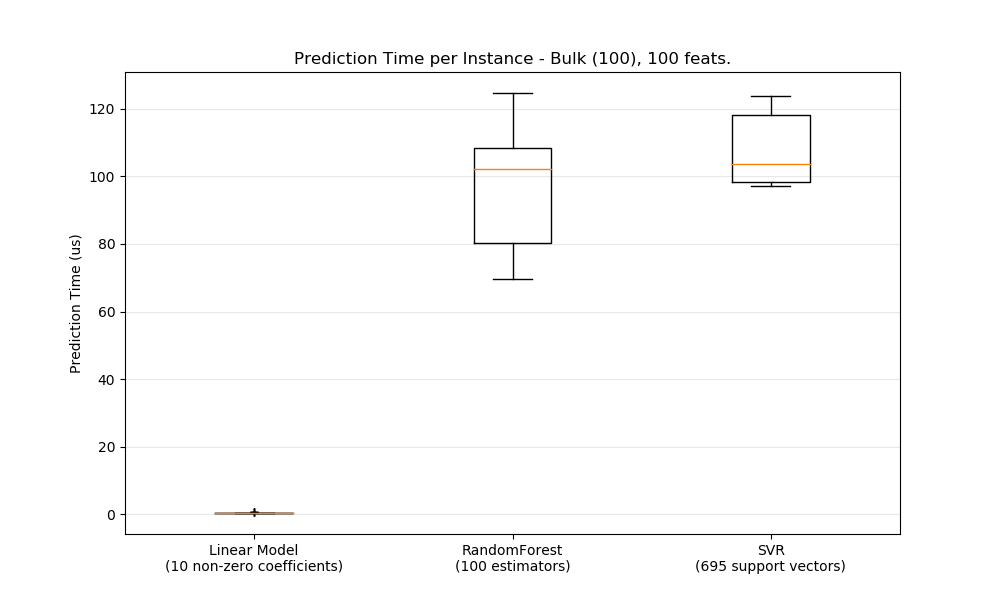 Prediction Time per Instance - Bulk (100), 100 feats.
Prediction Time (us)
120
100
80
60
40
20
0
Linear Model
(10 non-zero coefficients)
RandomForest
(100 estimators)
SVR
(695 support vectors)